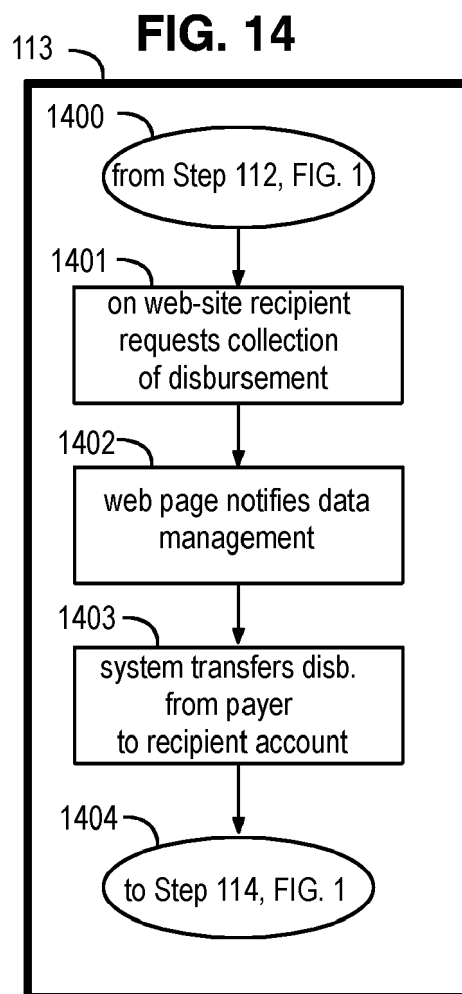 FIG. 14
113
1400
from Step 112, FIG. 1
1401
on web-site recipient
requests collection
of disbursement
1402
web page notifies data
management
1403
system transfers disb.
from payer
to recipient account
1404
to Step 114, FIG. 1